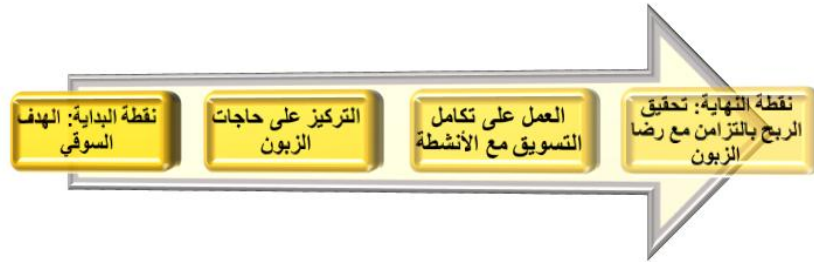 نقطة البداية: الهدف
السوقي
التركيز على حاجات
الزبون
العمل على تكامل
التسويق مع الأنشطة
نقطة النهاية: تحقيق
الربح بالتزامن مع رضا
الزبون